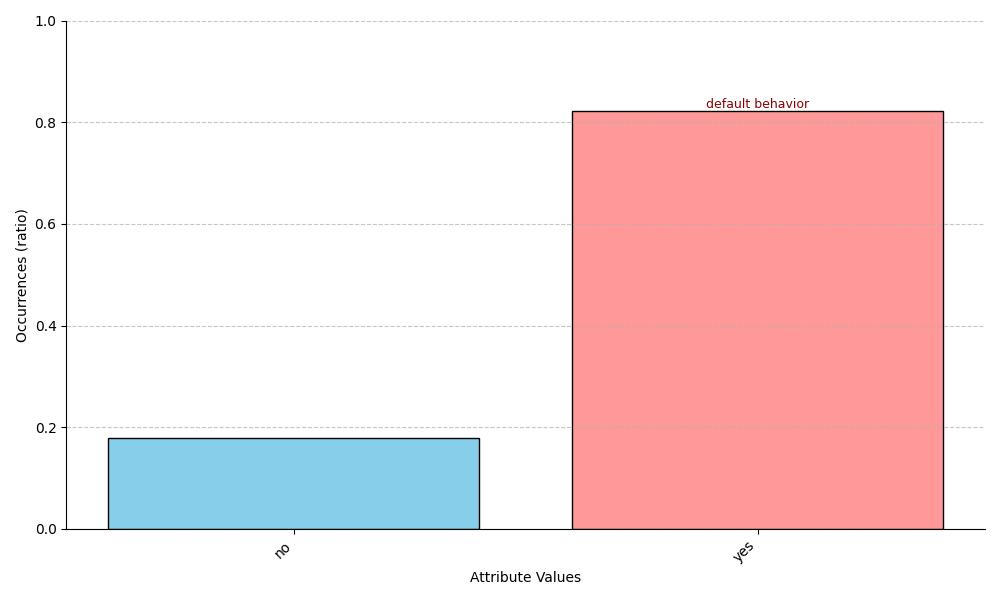 1.0
default behavior
0.8
0.6
Occurrences (ratio)
0.4
0.2
0.0
no
yes
Attribute Values